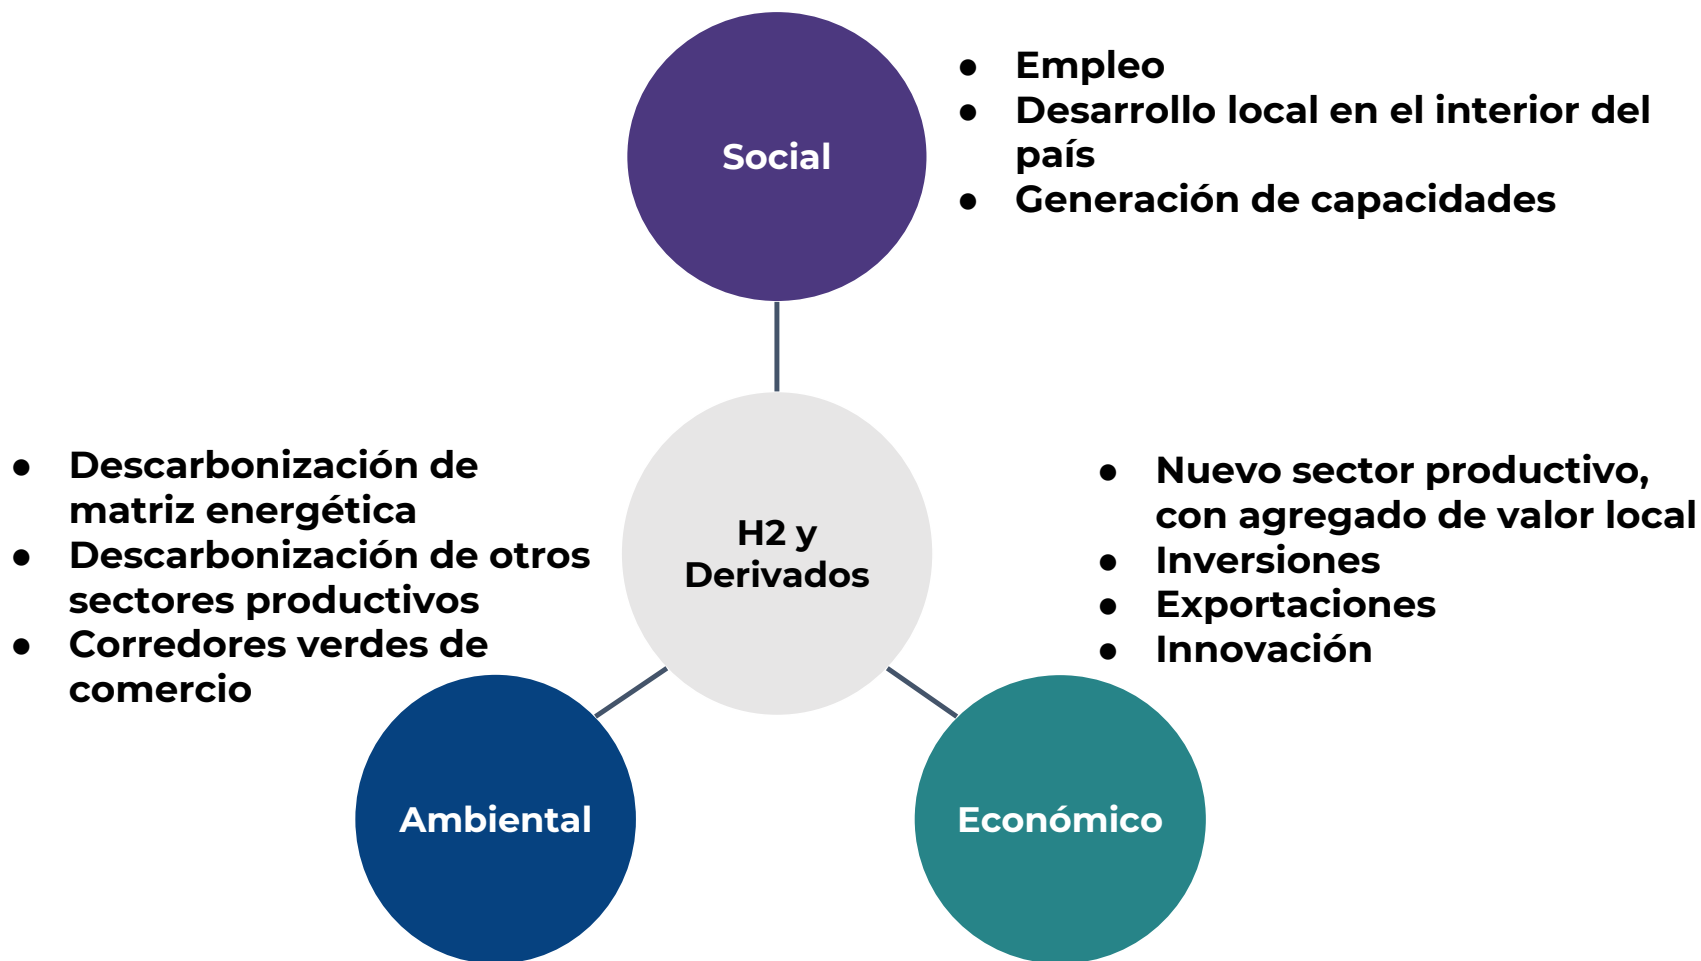 Social
● Empleo
● Desarrollo local en el interior del
país
● Generación de capacidades
H2 y
Derivados
● Descarbonización de
matriz energética
● Descarbonización de otros
sectores productivos
● Corredores verdes de
comercio
● Nuevo sector productivo,
con agregado de valor local
● Inversiones
● Exportaciones
● Innovación
Ambiental
Económico